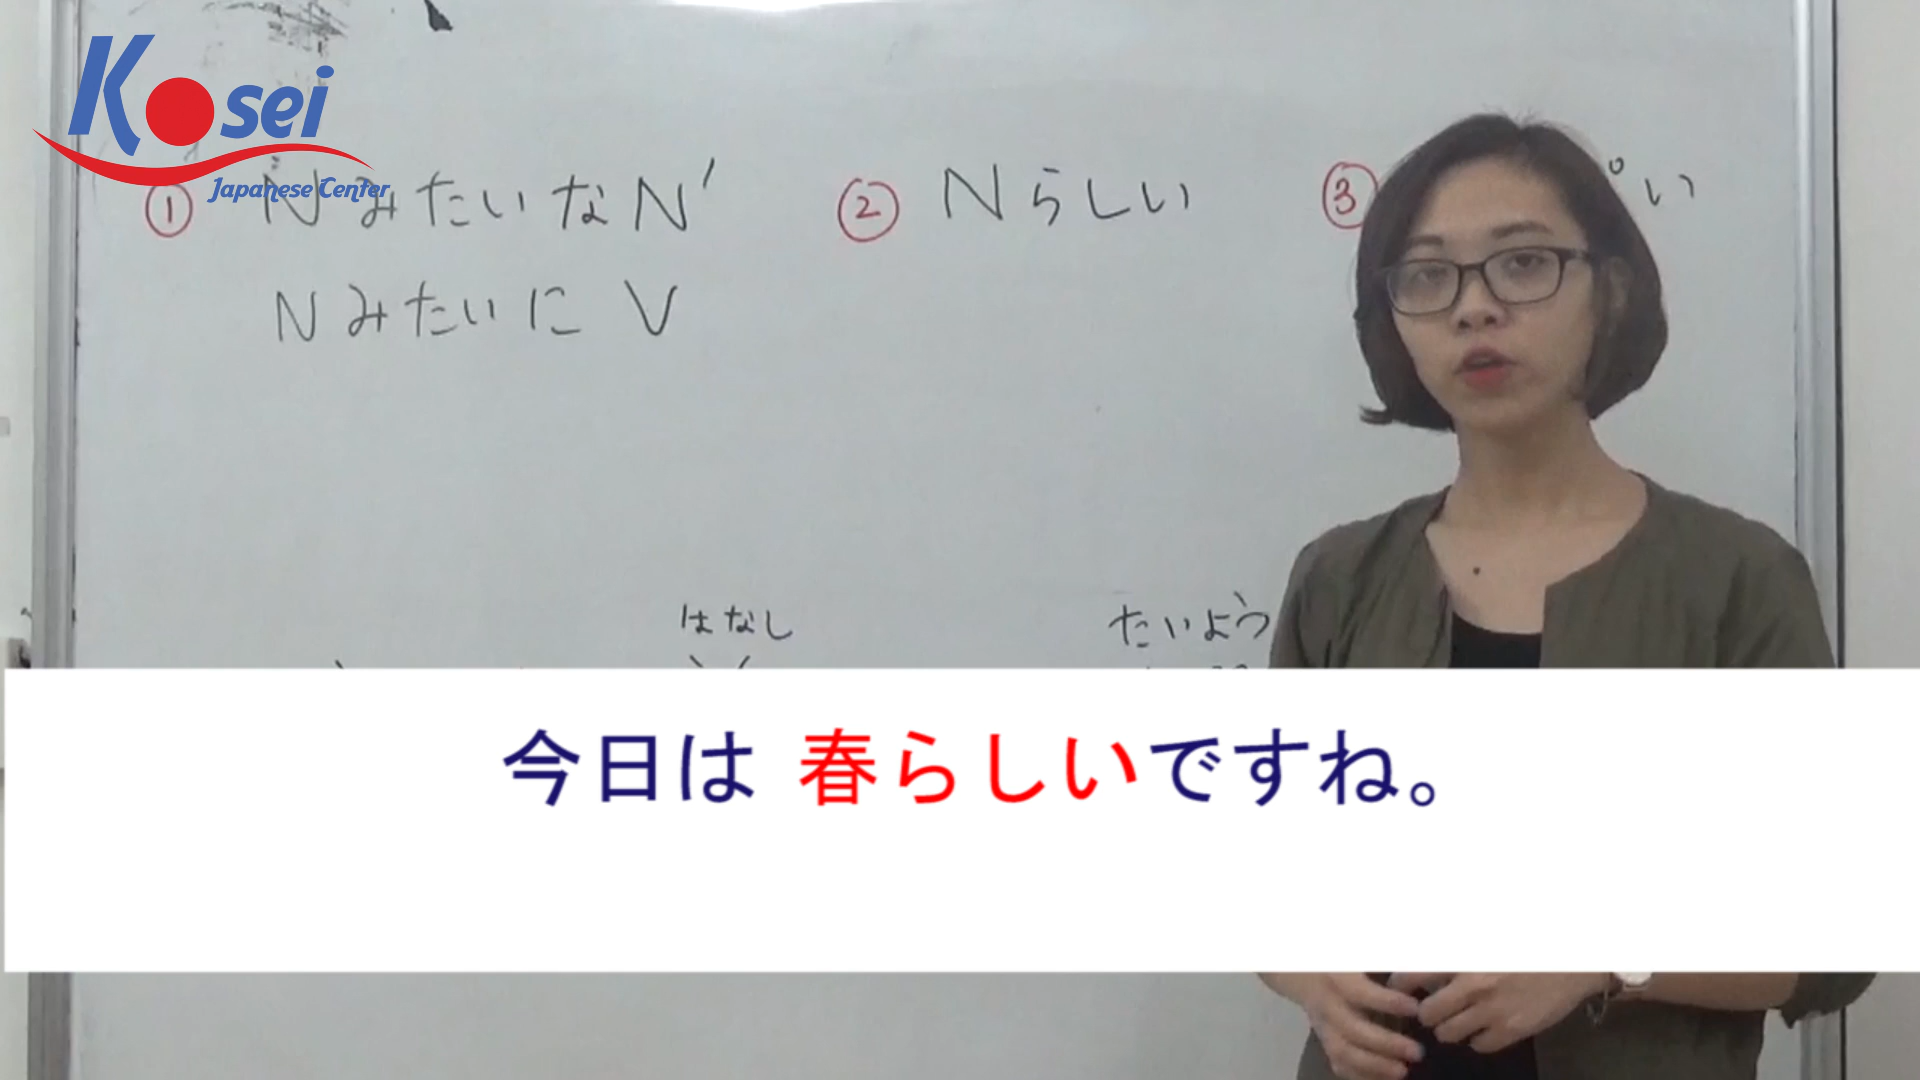 Kosei
Japanese Center
① NみたいなN'
② Nらしい
③ ぽい
NみたいにV
はなし
たいよう
今日は 春らしいですね。